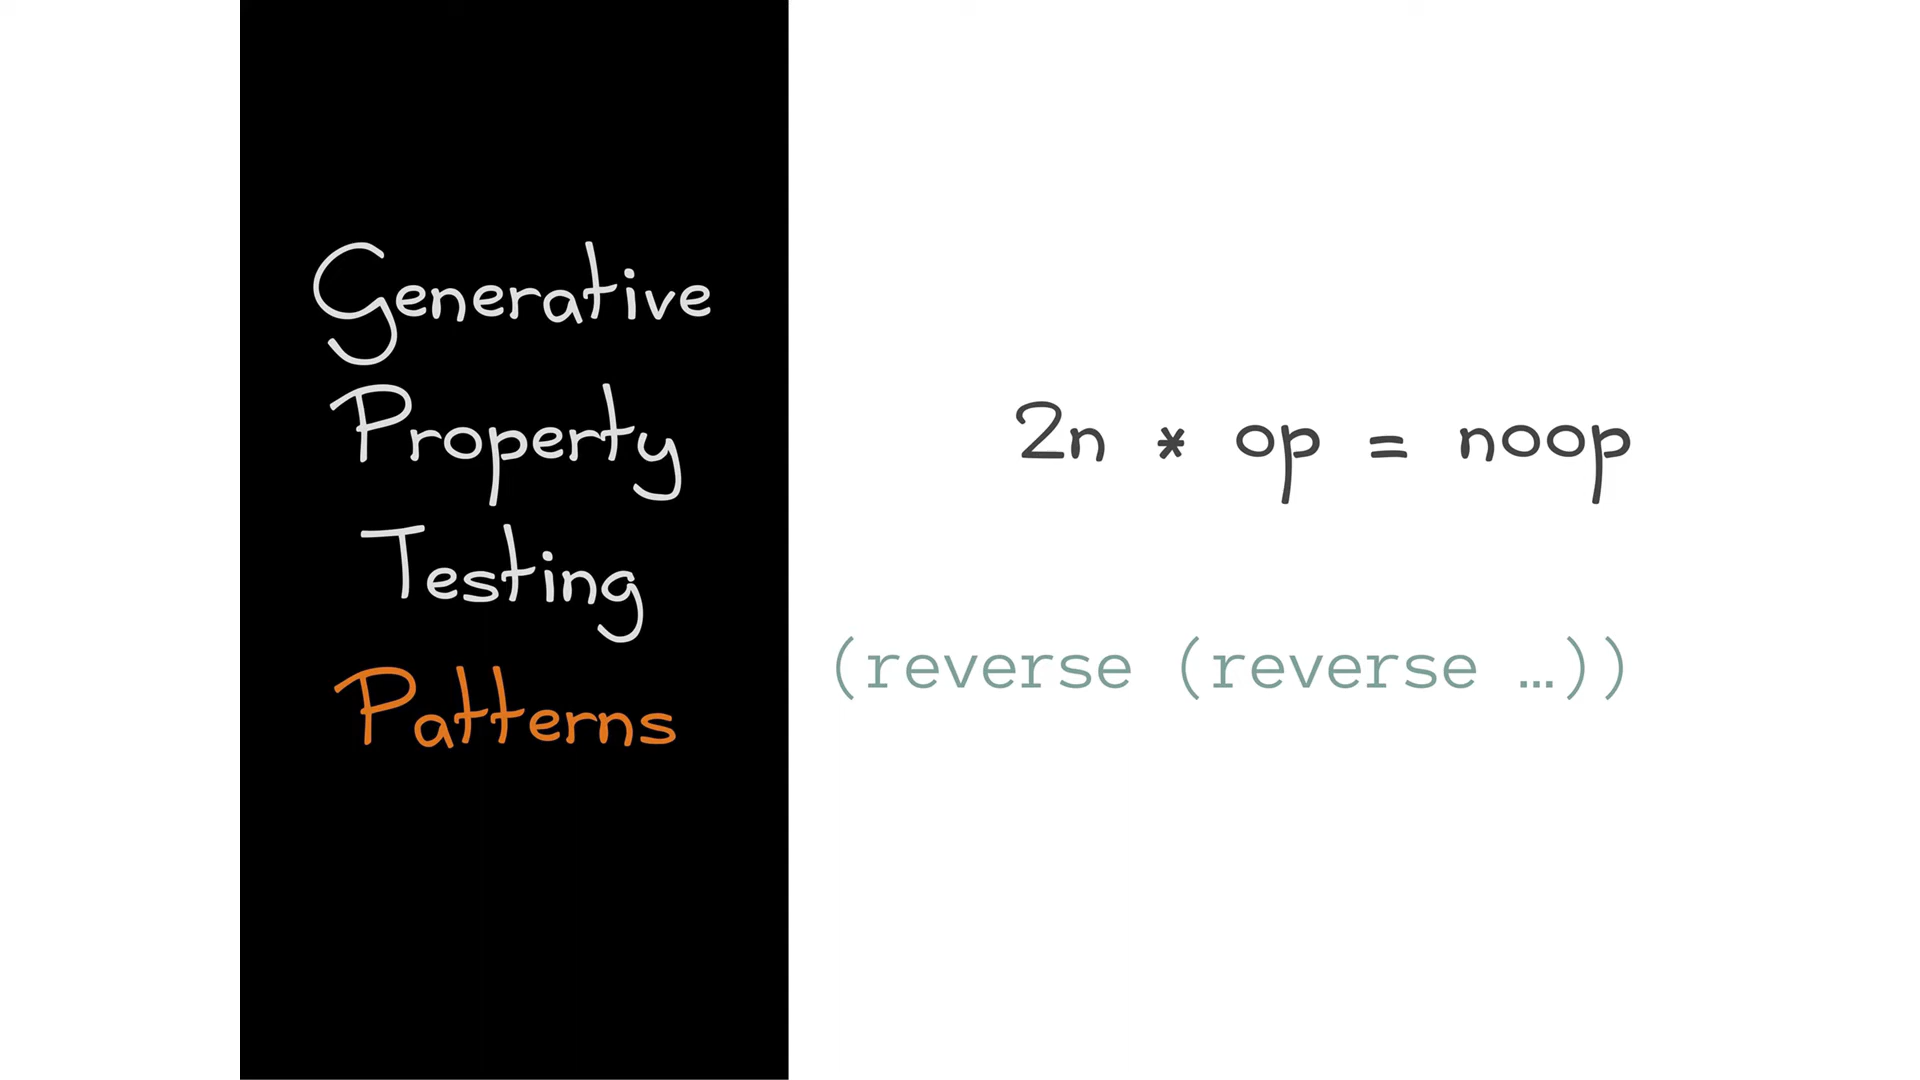 Generative
Property
Testing
Patterns
2n * op = noop
(reverse (reverse …))